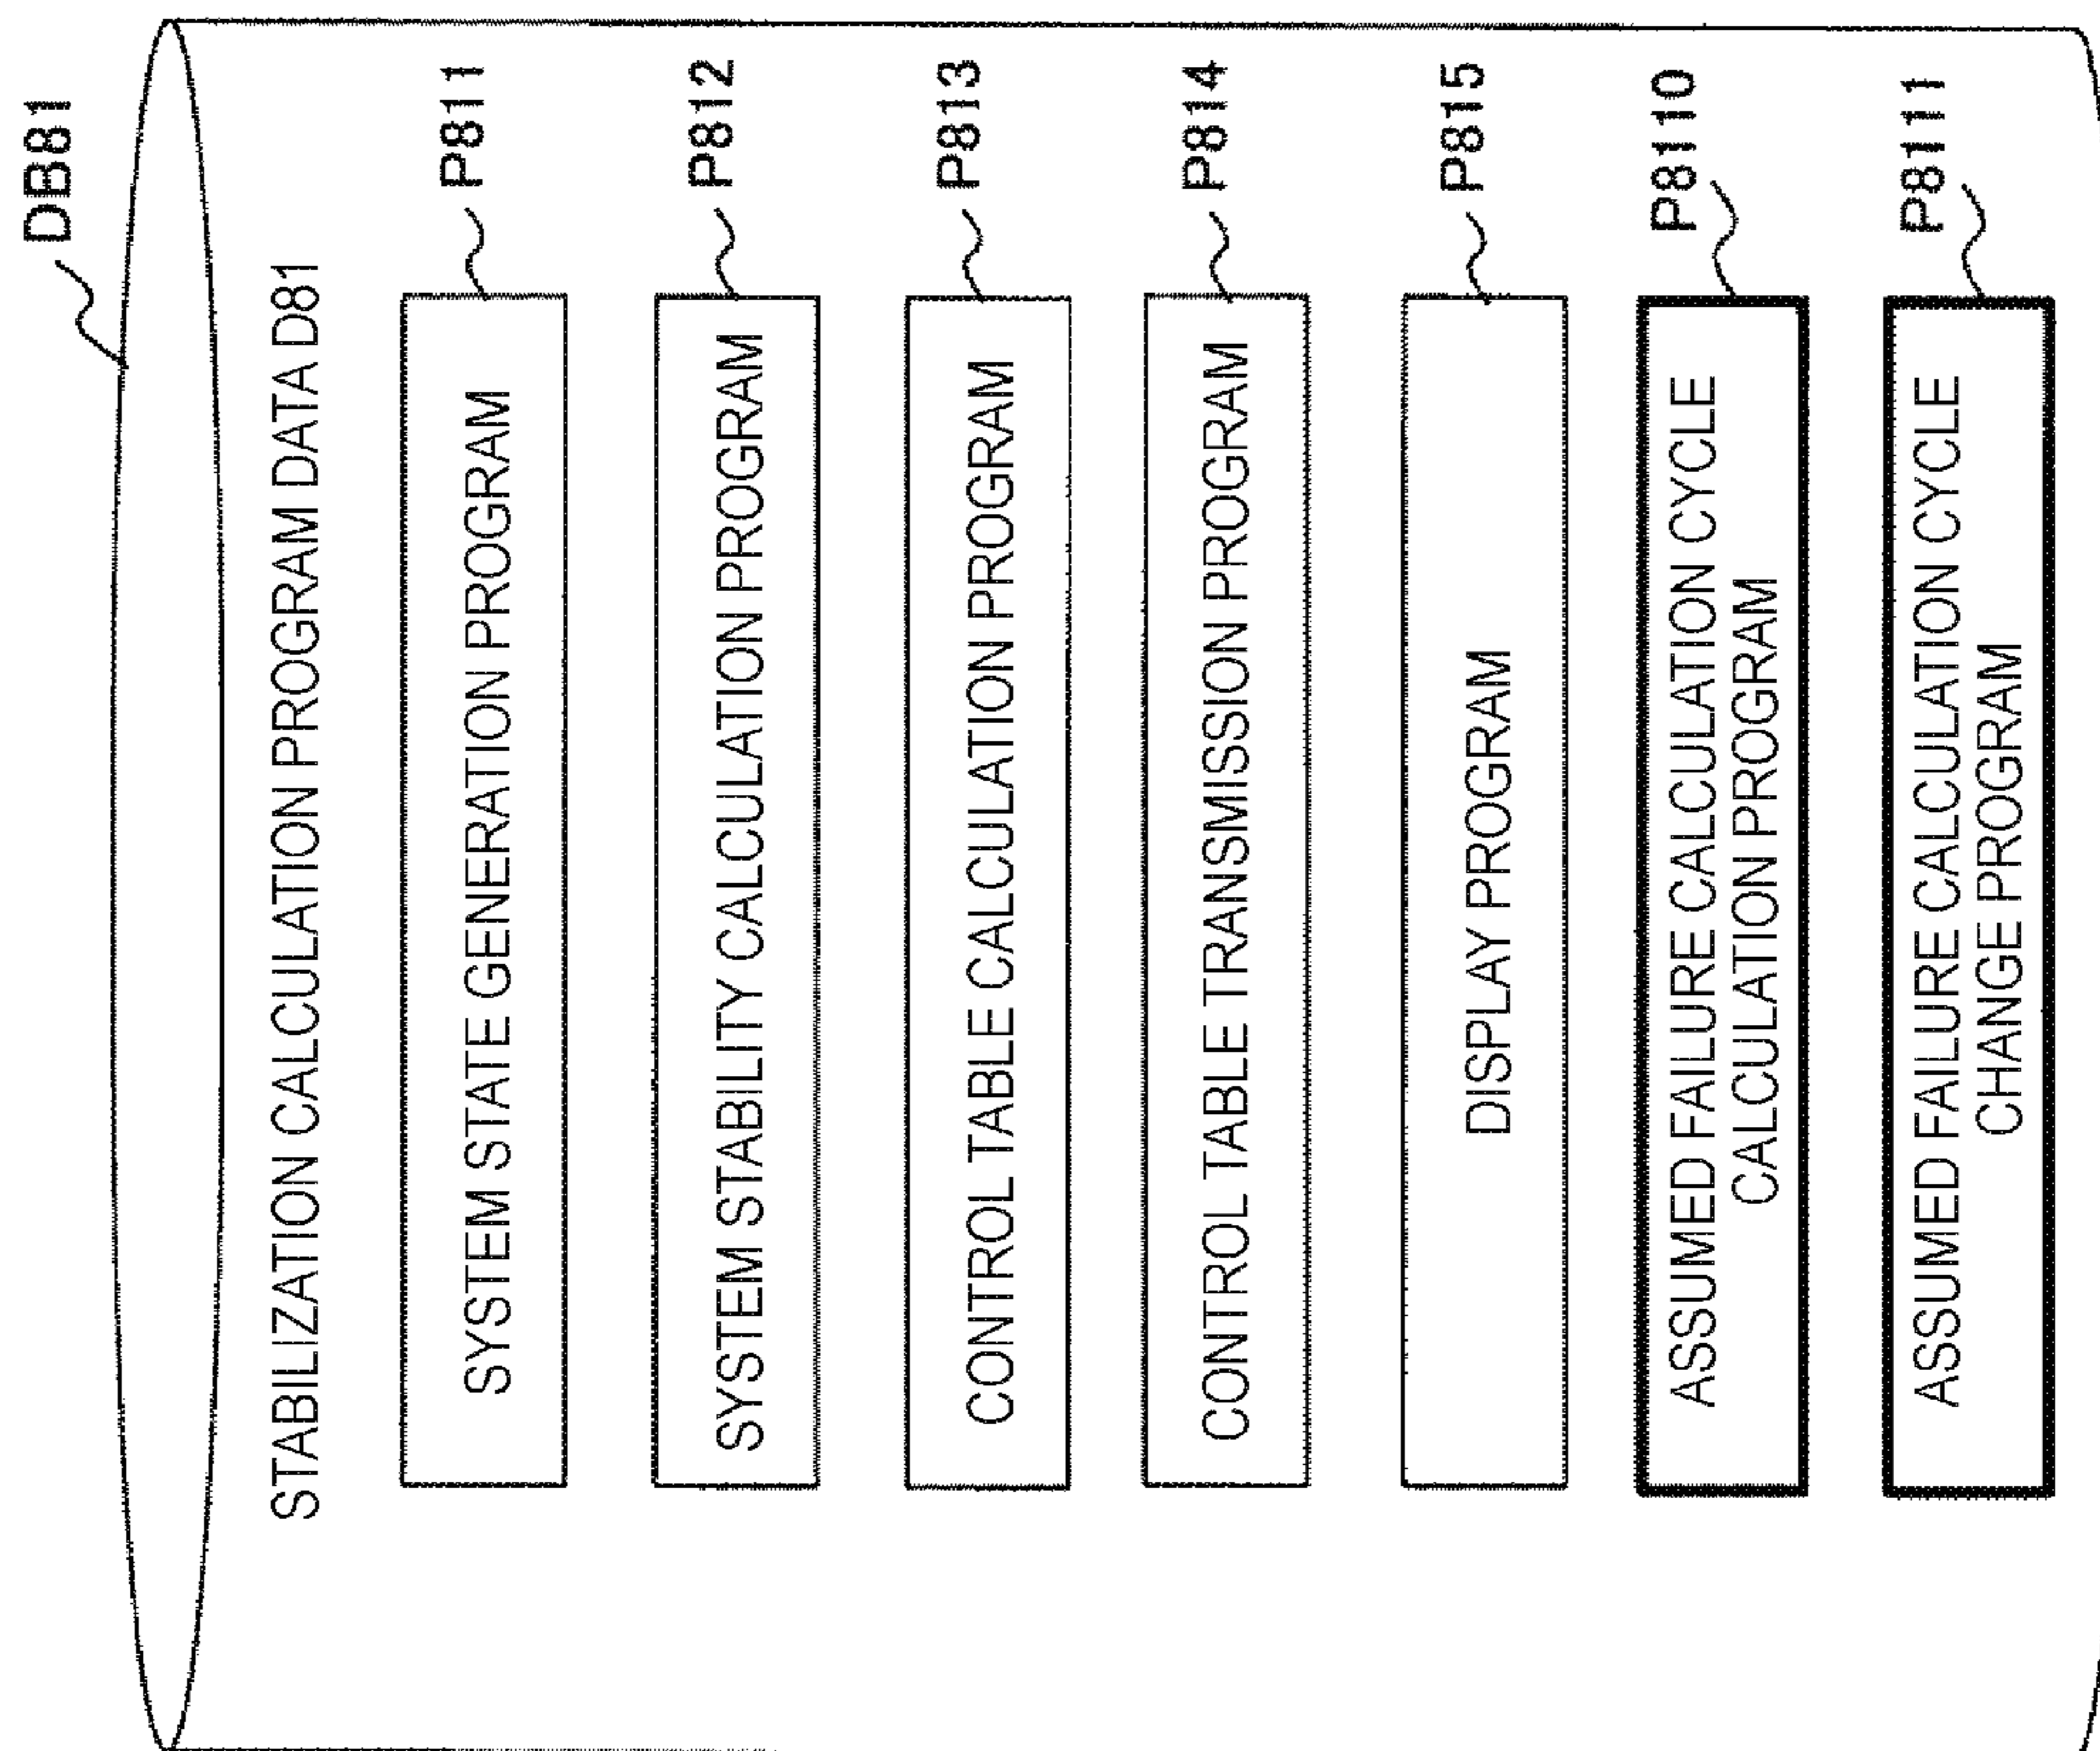 DB81
STABILIZATION CALCULATION PROGRAM DATA D81
SYSTEM STATE GENERATION PROGRAM
P811
SYSTEM STABILITY CALCULATION PROGRAM
P812
CONTROL TABLE CALCULATION PROGRAM
P813
CONTROL TABLE TRANSMISSION PROGRAM
P814
DISPLAY PROGRAM
P815
ASSUMED FAILURE CALCULATION CYCLE
CALCULATION PROGRAM
P8110
ASSUMED FAILURE CALCULATION CYCLE
CHANGE PROGRAM
P8111